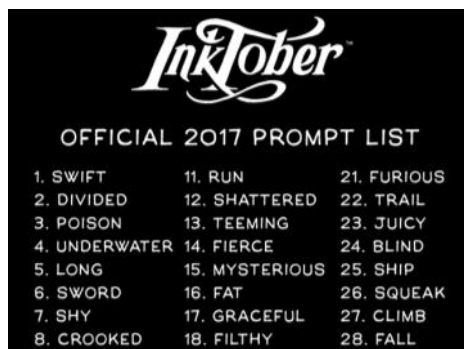 InkTober™
OFFICIAL 2017 PROMPT LIST
1. SWIFT
2. DIVIDED
3. POISON
4. UNDERWATER
5. LONG
6. SWORD
7. SHY
8. CROOKED
11. RUN
12. SHATTERED
13. TEEMING
14. FIERCE
15. MYSTERIOUS
16. FAT
17. GRACEFUL
18. FILTHY
21. FURIOUS
22. TRAIL
23. JUICY
24. BLIND
25. SHIP
26. SQUEAK
27. CLIMB
28. FALL